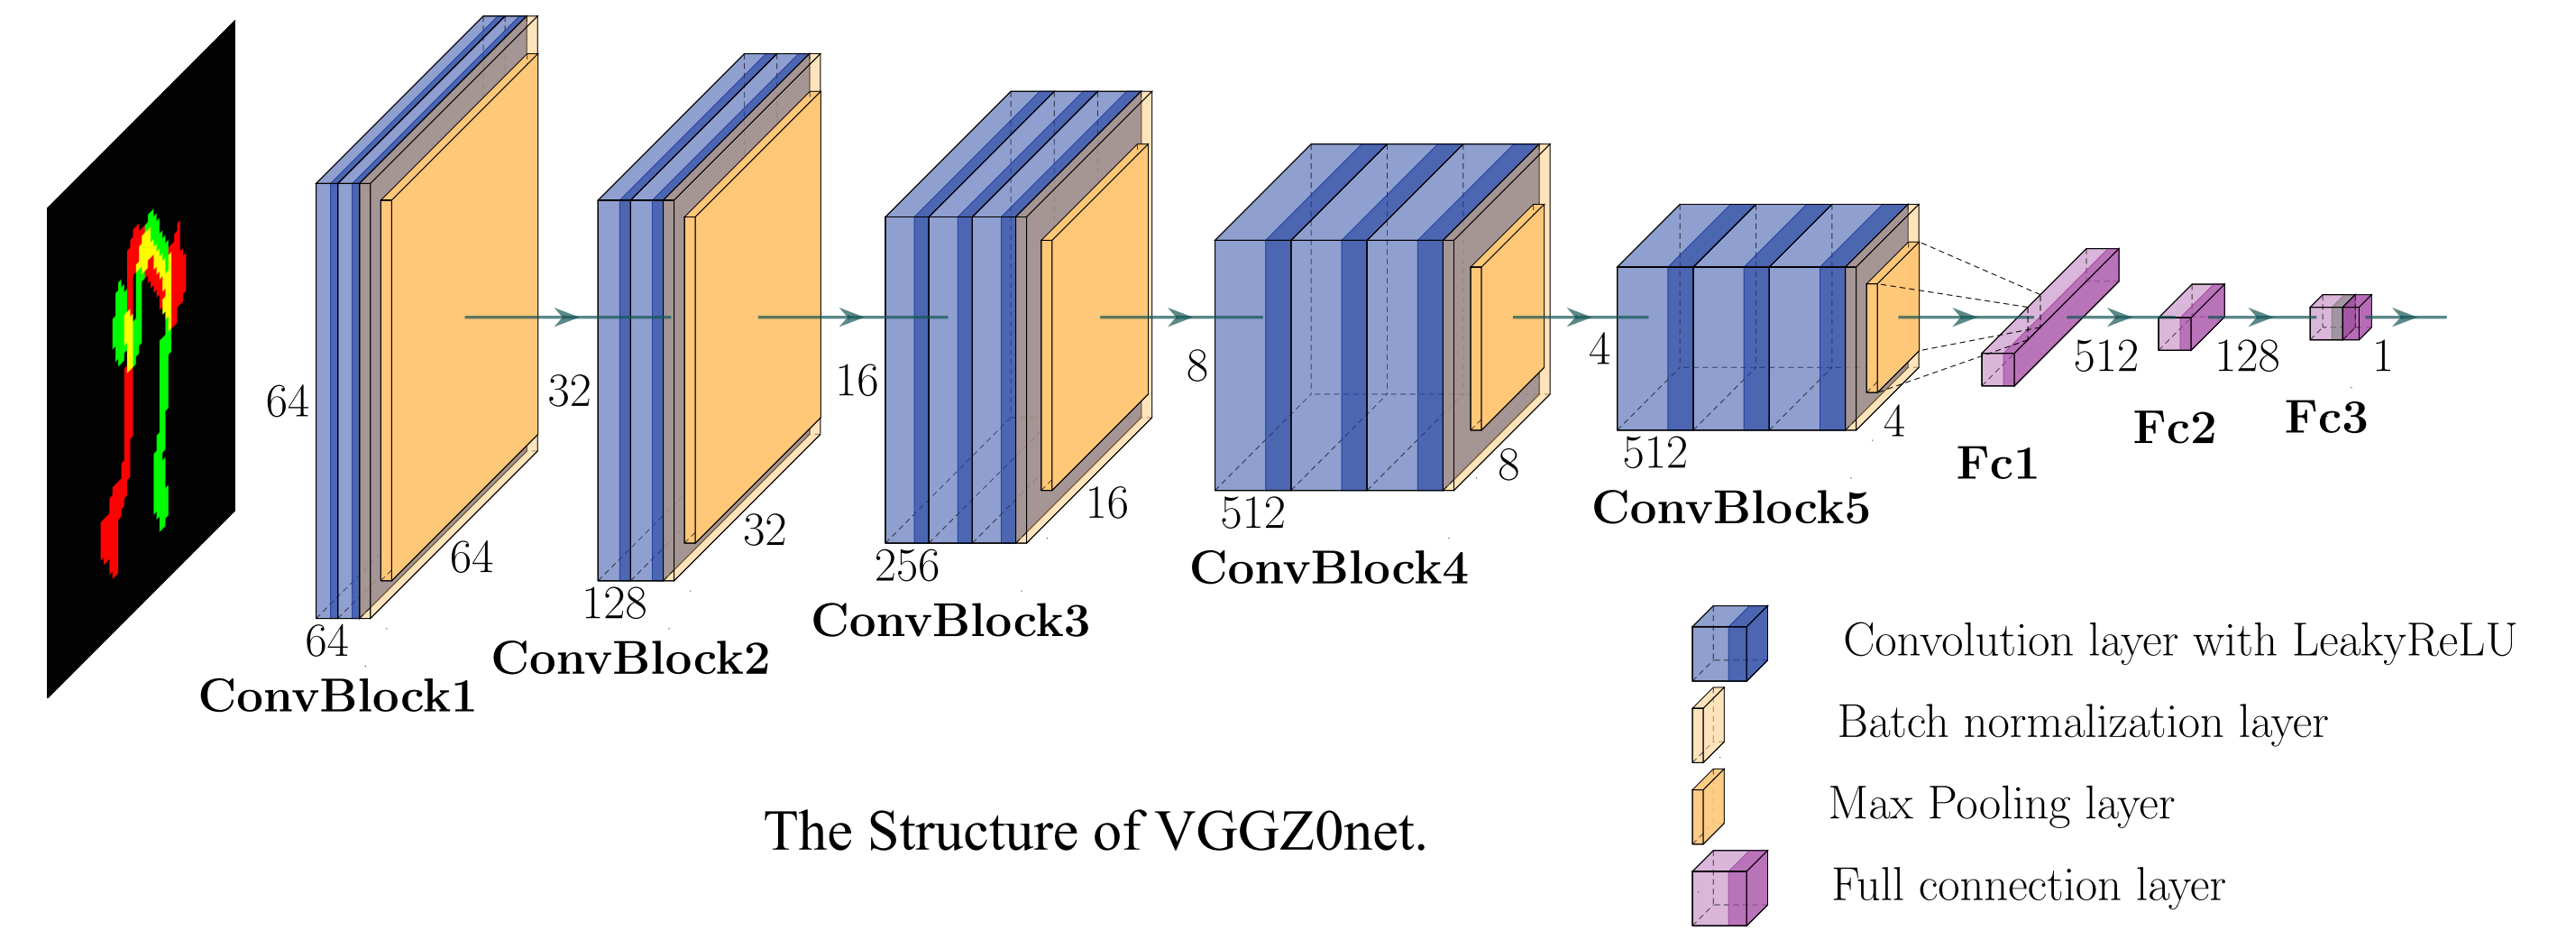 64
64
64
ConvBlock1
32
32
128
ConvBlock2
16
16
256
ConvBlock3
8
8
512
ConvBlock4
4
4
512
ConvBlock5
Fc1
512
Fc2
128
Fc3
1
Convolution layer with LeakyReLU
Batch normalization layer
Max Pooling layer
Full connection layer
The Structure of VGGZ0net.